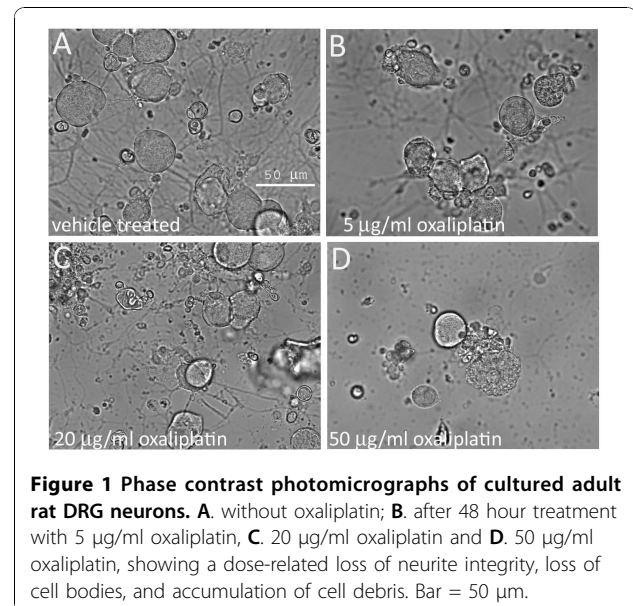 A
B
50 μm
vehicle treated
5 μg/ml oxaliplatin
C
D
20 μg/ml oxaliplatin
50 μg/ml oxaliplatin
Figure 1 Phase contrast photomicrographs of cultured adult
rat DRG neurons. A. without oxaliplatin; B. after 48 hour treatment
with 5 μg/ml oxaliplatin, C. 20 μg/ml oxaliplatin and D. 50 μg/ml
oxaliplatin, showing a dose-related loss of neurite integrity, loss of
cell bodies, and accumulation of cell debris. Bar = 50 μm.